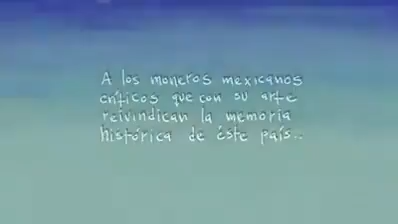 A los moneros mexicanos
críticos que con su arte
reivindican la memoria
histórica de éste país..